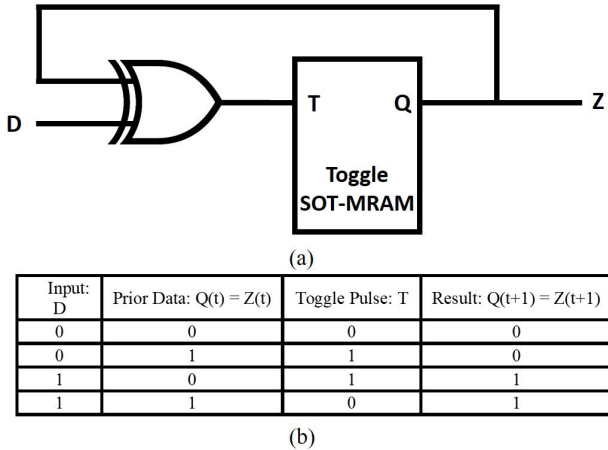 D
T
Q
Z
Toggle
SOT-MRAM
(a)
Input: D
Prior Data: Q(t) = Z(t)
Toggle Pulse: T
Result: Q(t+1) = Z(t+1)
0 0 0 0
0 1 1 0
1 0 1 1
1 1 0 1
(b)